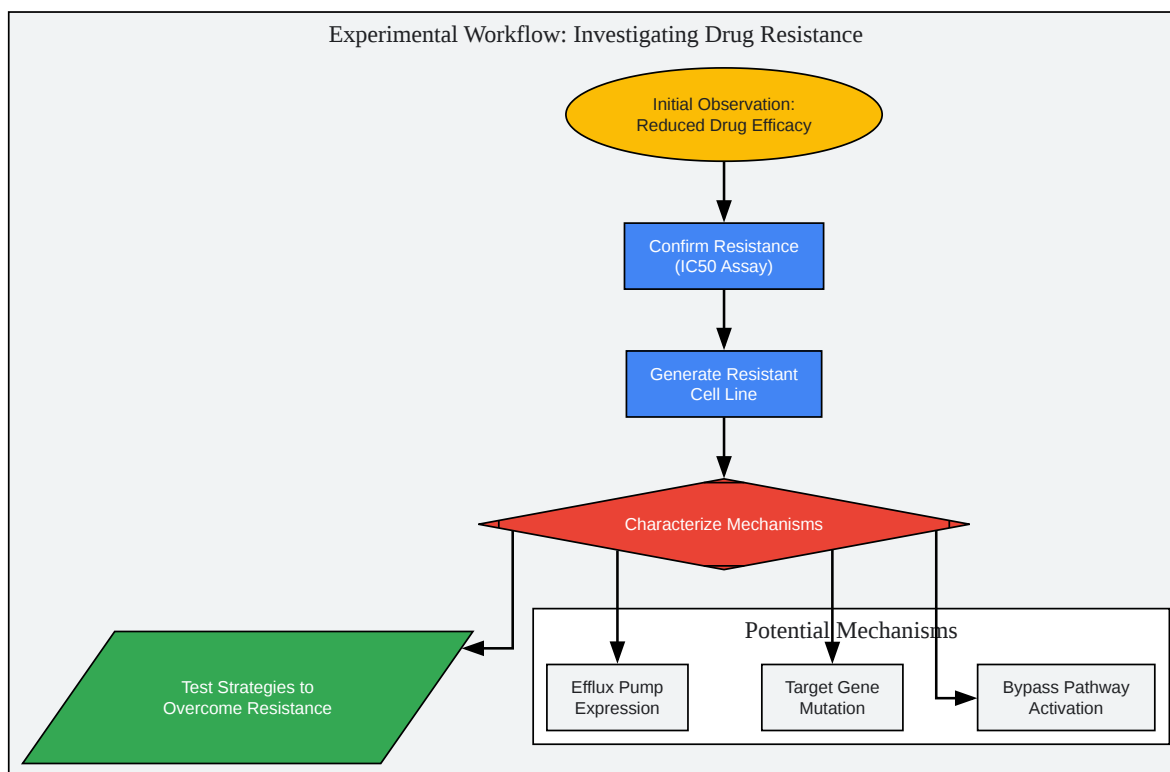 Experimental Workflow: Investigating Drug Resistance
Initial Observation:
Reduced Drug Efficacy
Confirm Resistance
(IC50 Assay)
Generate Resistant
Cell Line
Characterize Mechanisms
Test Strategies to
Overcome Resistance
Potential Mechanisms
Efflux Pump
Expression
Target Gene
Mutation
Bypass Pathway
Activation